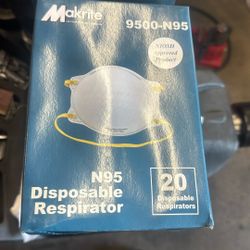 Makrite
9500-N95
NIOSH
Approved
Product
N95
Disposable
Respirator
20
Disposable
Respirators